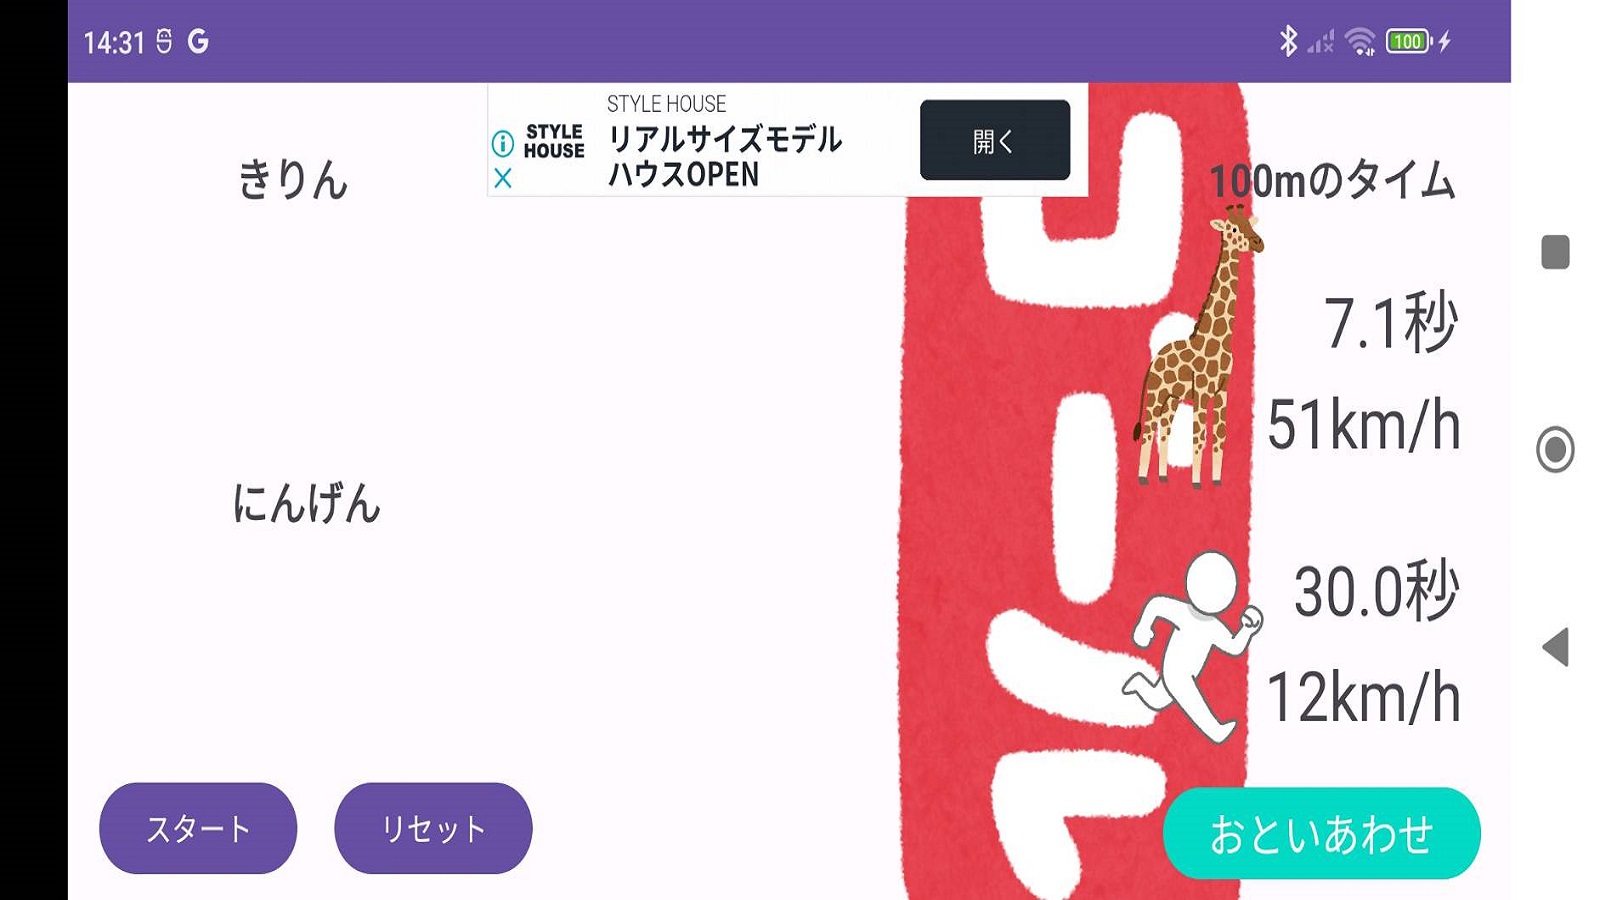 14:31
G
100
STYLE HOUSE
STYLE
HOUSE
リアルサイズモデル
ハウスOPEN
開く
きりん
100mのタイム
7.1秒
51km/h
にんげん
30.0秒
12km/h
ゴール
スタート
リセット
おといあわせ